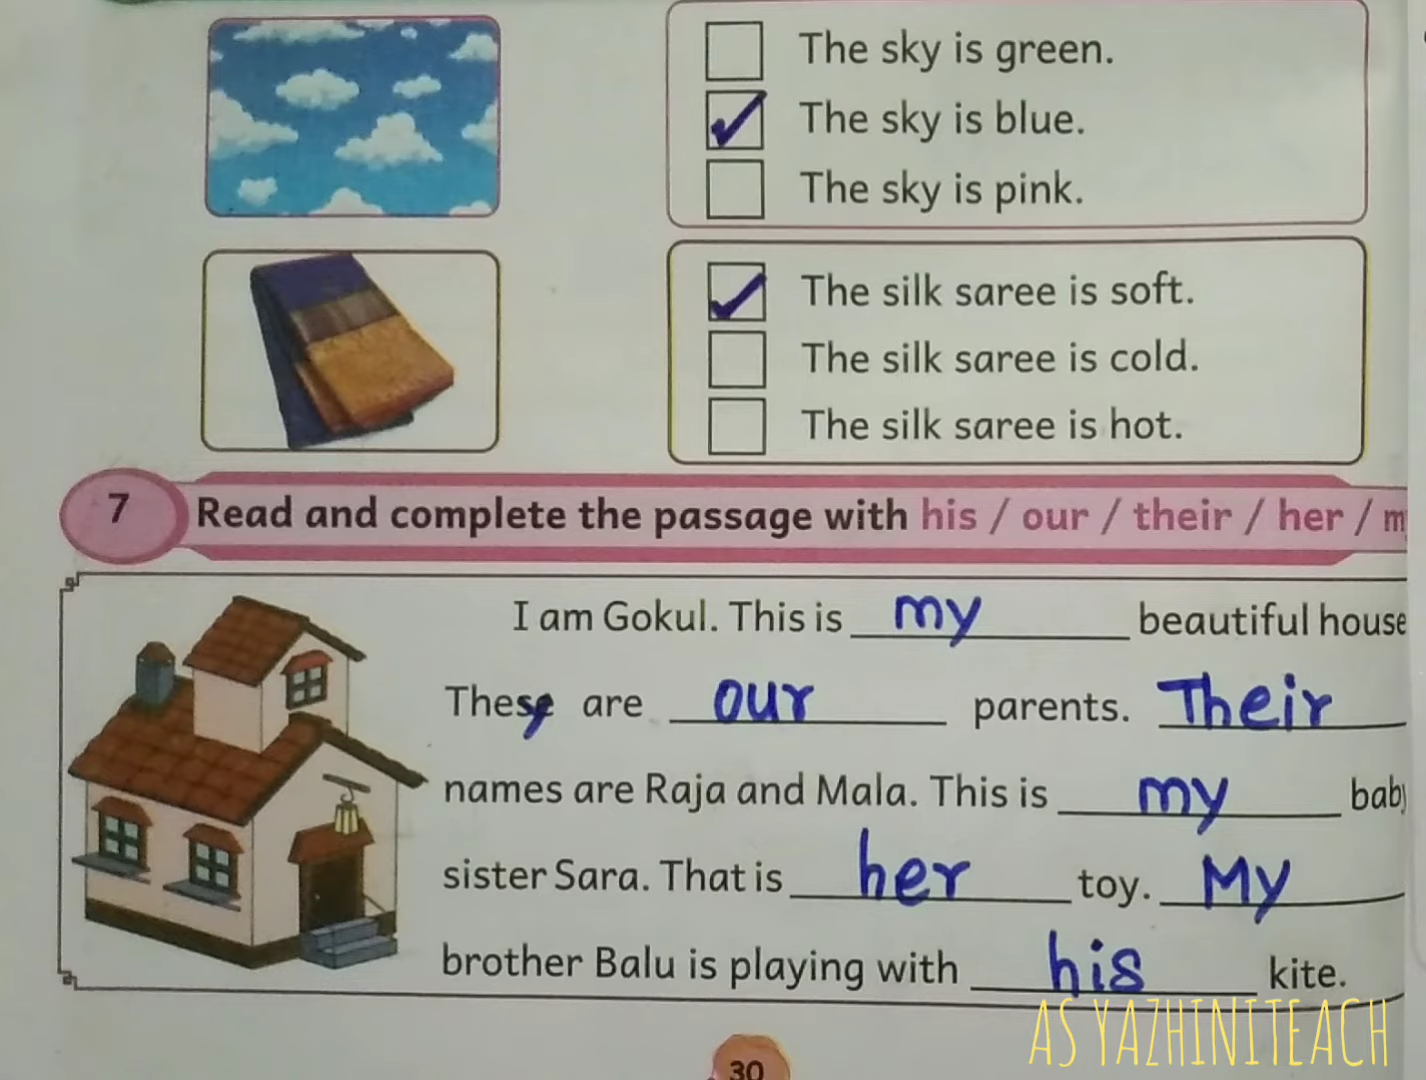 The sky is green.
The sky is blue.
The sky is pink.
The silk saree is soft.
The silk saree is cold.
The silk saree is hot.
7 Read and complete the passage with his / our / their / her / m
I am Gokul. This is my beautiful house
These are our parents. Their
names are Raja and Mala. This is my baby
sister Sara. That is her toy. My
brother Balu is playing with his kite.
AS YAZHINITEACH
30